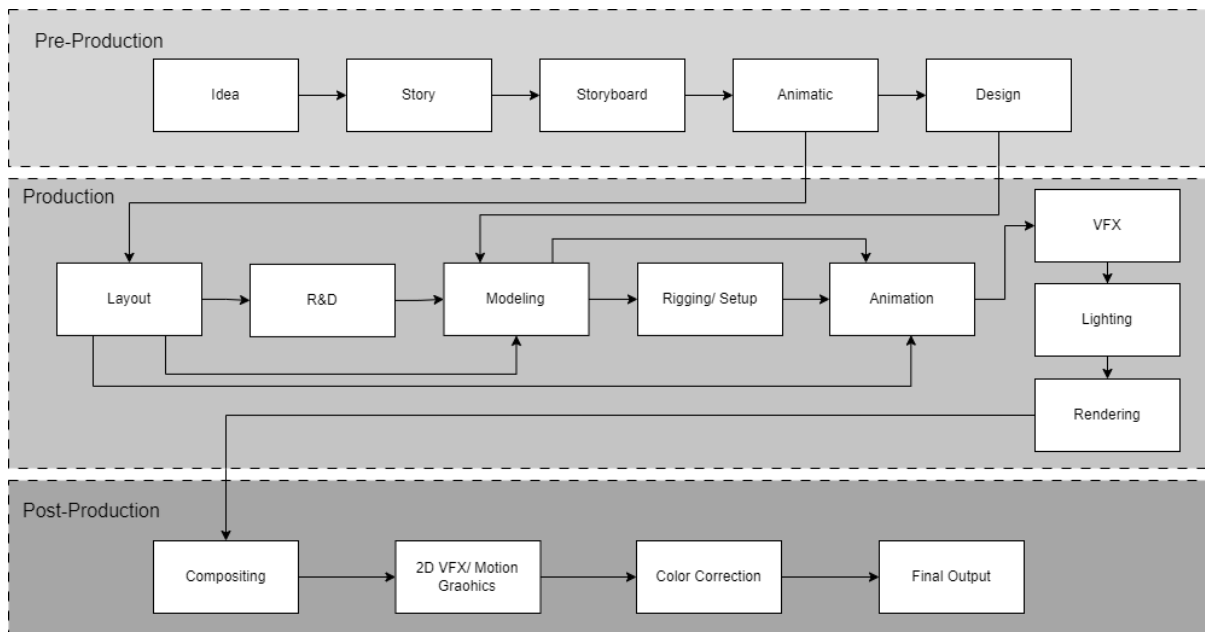 Pre-Production
Idea
Story
Storyboard
Animatic
Design
Production
VFX
Layout
R&D
Modeling
Rigging/ Setup
Animation
Lighting
Rendering
Post-Production
Compositing
2D VFX/ Motion
Graohics
Color Correction
Final Output